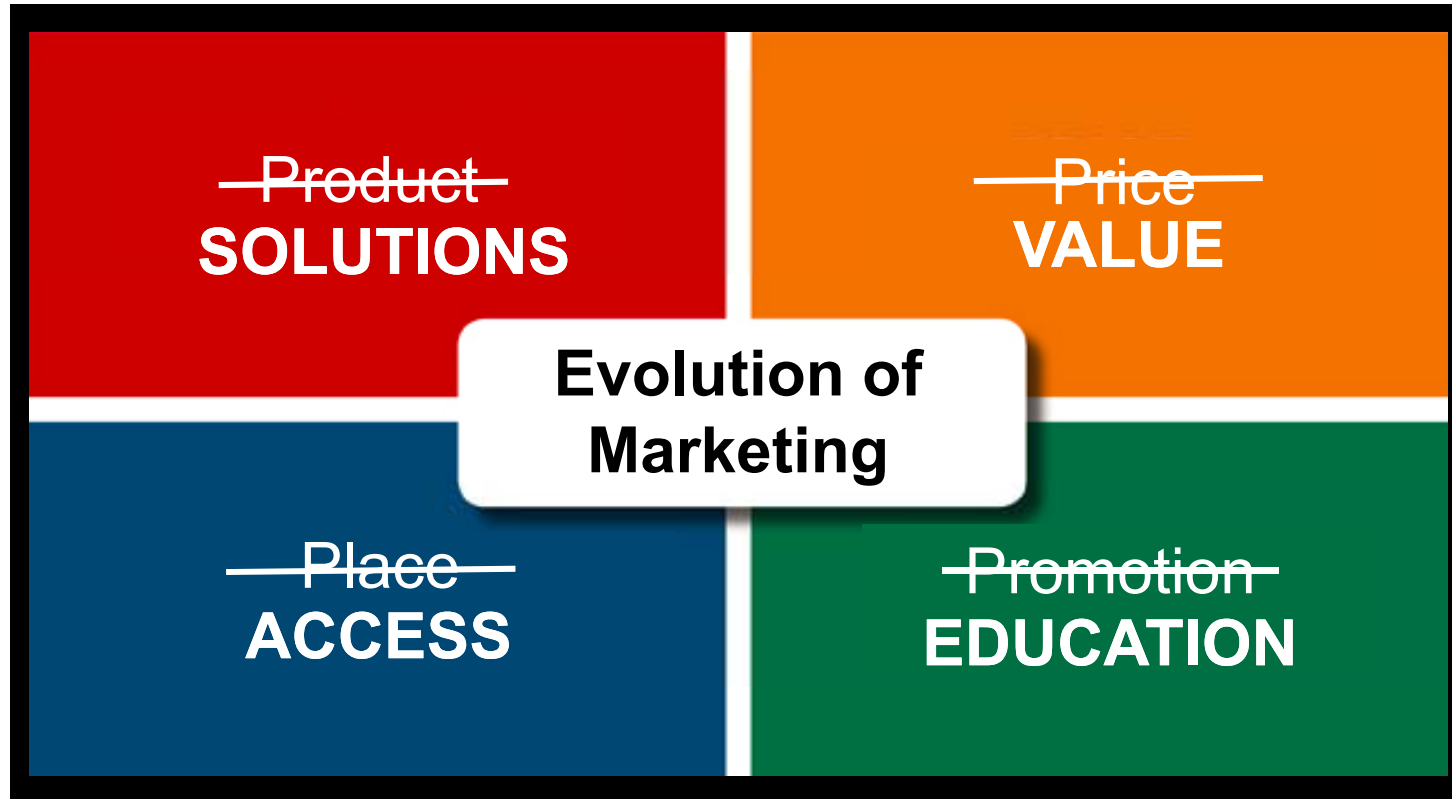 Product
SOLUTIONS
Price
VALUE
Evolution of
Marketing
Place
ACCESS
Promotion
EDUCATION